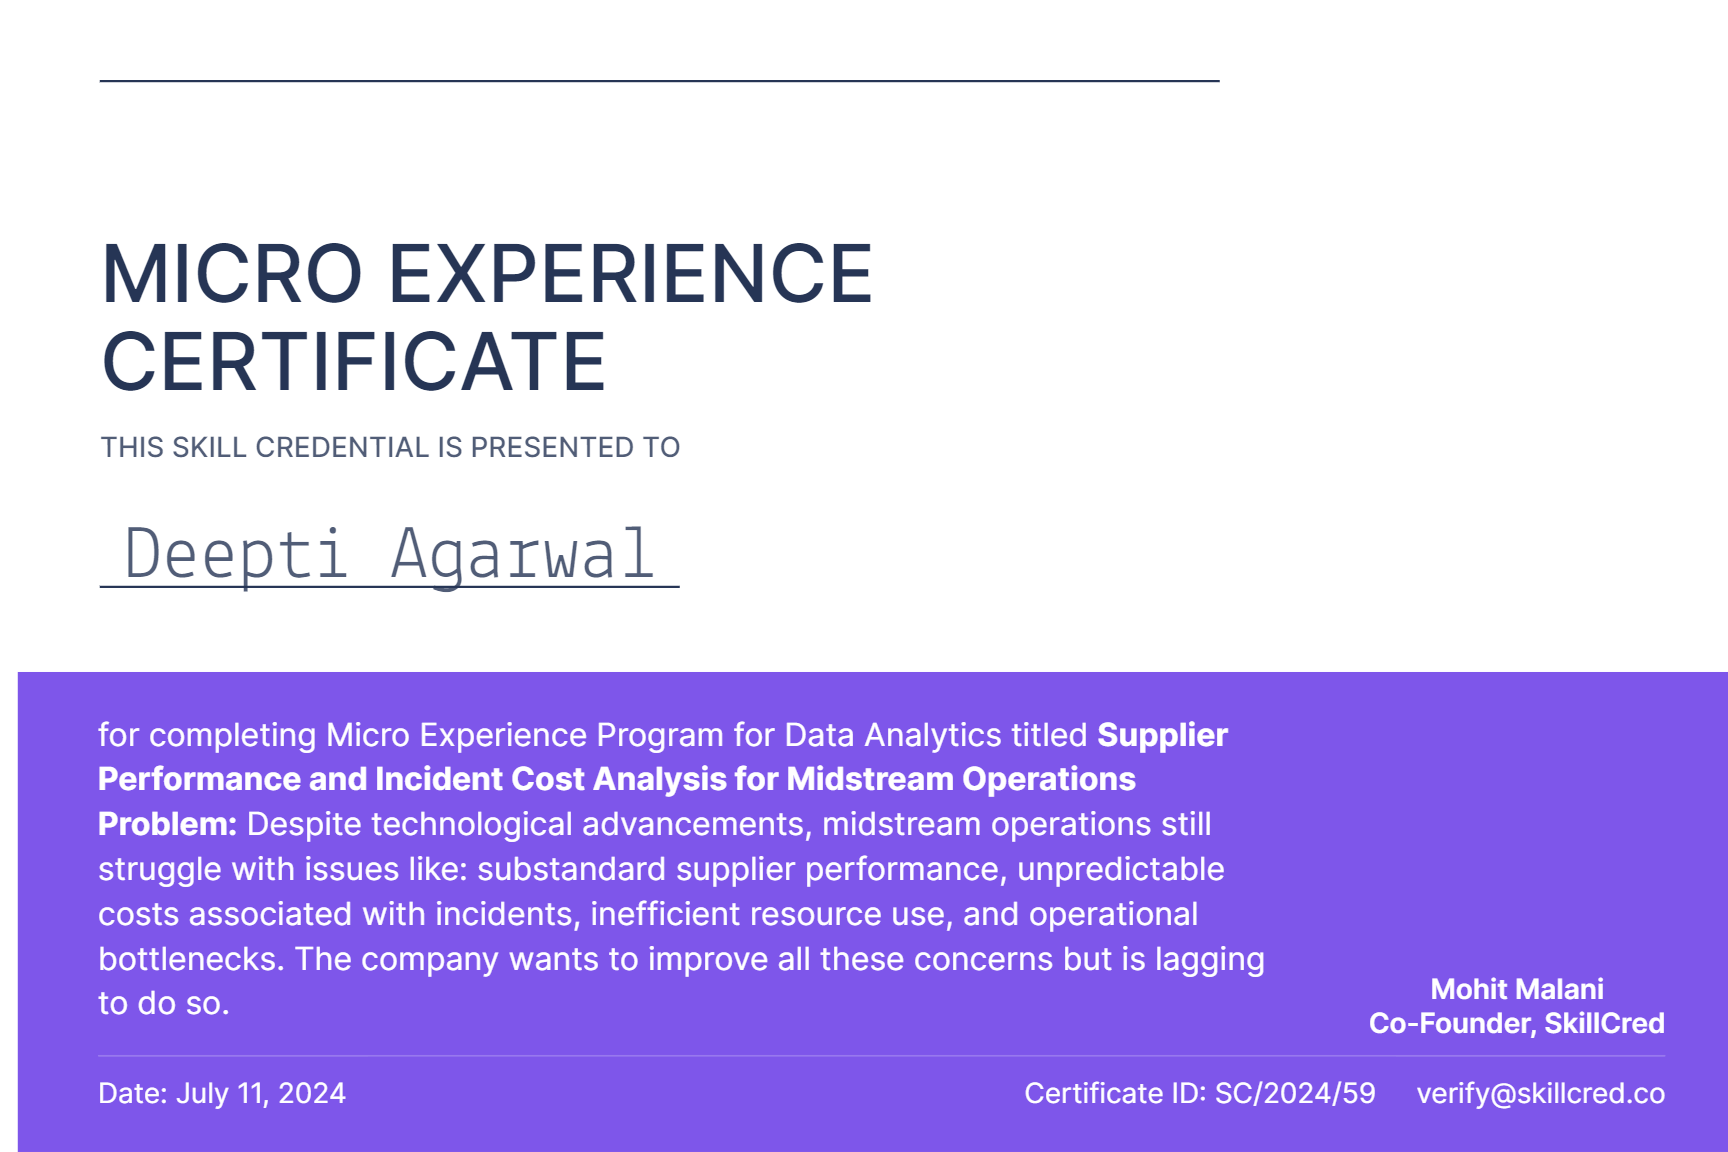 MICRO EXPERIENCE
CERTIFICATE
THIS SKILL CREDENTIAL IS PRESENTED TO
Deepti Agarwal
for completing Micro Experience Program for Data Analytics titled Supplier
Performance and Incident Cost Analysis for Midstream Operations
Problem: Despite technological advancements, midstream operations still
struggle with issues like: substandard supplier performance, unpredictable
costs associated with incidents, inefficient resource use, and operational
bottlenecks. The company wants to improve all these concerns but is lagging
to do so.
Mohit Malani
Co-Founder, SkillCred
Date: July 11, 2024
Certificate ID: SC/2024/59
verify@skillcred.co